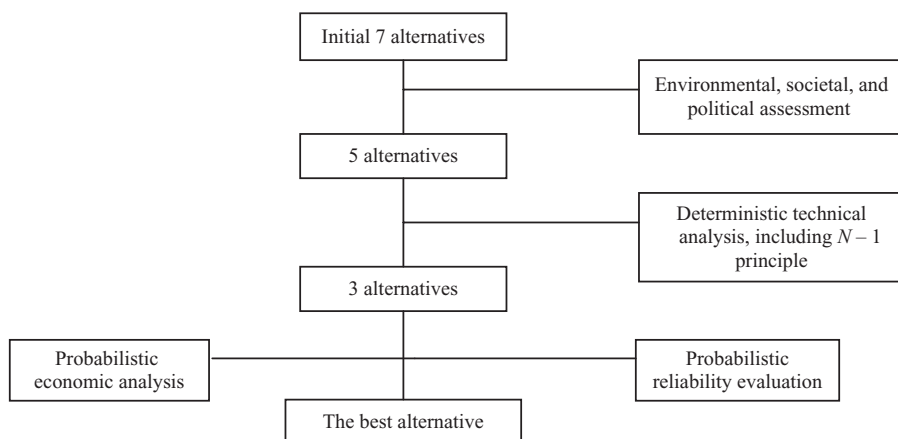 Initial 7 alternatives
Environmental, societal, and
political assessment
5 alternatives
Deterministic technical
analysis, including N – 1
principle
3 alternatives
Probabilistic
economic analysis
Probabilistic
reliability evaluation
The best alternative